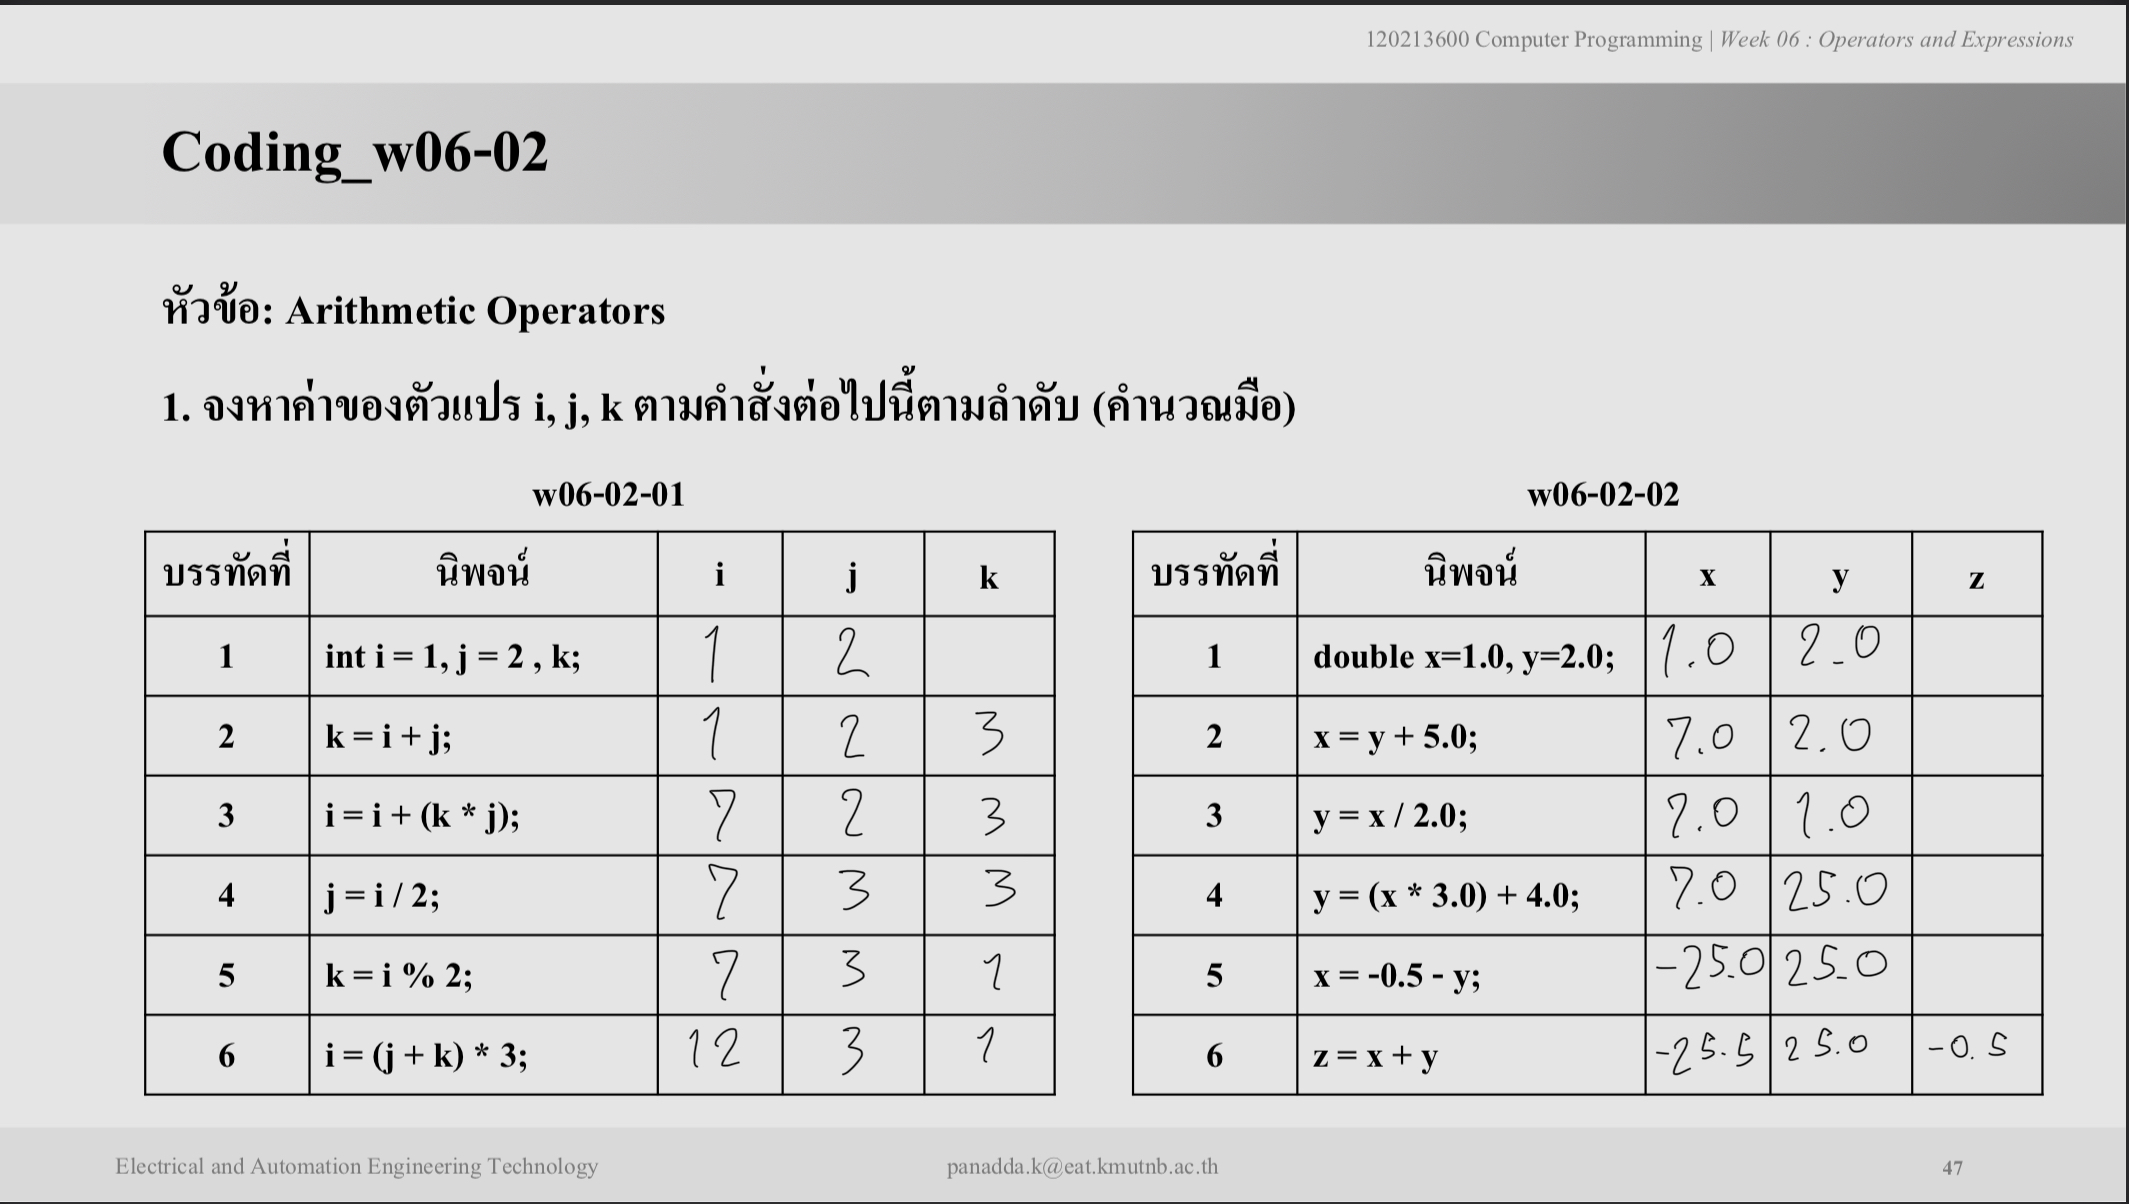 120213600 Computer Programming | Week 06 : Operators and Expressions
Coding_w06-02
หัวข้อ: Arithmetic Operators
1. จงหาค่าของตัวแปร i, j, k ตามคำสั่งต่อไปนี้ตามลำดับ (คำนวณมือ)
w06-02-01
บรรทัดที่ นิพจน์ i j k
1 int i = 1, j = 2 , k; 1 2
2 k = i + j; 1 2 3
3 i = i + (k * j); 7 2 3
4 j = i / 2; 7 3 3
5 k = i % 2; 7 3 1
6 i = (j + k) * 3; 12 3 1
w06-02-02
บรรทัดที่ นิพจน์ x y z
1 double x=1.0, y=2.0; 1.0 2.0
2 x = y + 5.0; 7.0 2.0
3 y = x / 2.0; 7.0 1.0
4 y = (x * 3.0) + 4.0; 7.0 25.0
5 x = -0.5 - y; -25.0 25.0
6 z = x + y -25.5 25.0 -0.5
Electrical and Automation Engineering Technology
panadda.k@eat.kmutnb.ac.th
47